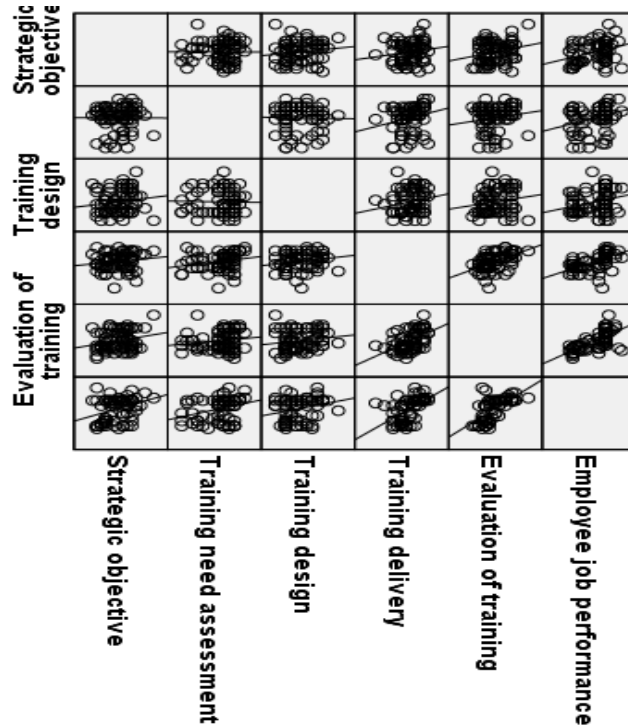 Strategic
objective
Training
design
Evaluation of
training
Strategic objective
Training need assessment
Training design
Training delivery
Evaluation of training
Employee job performance